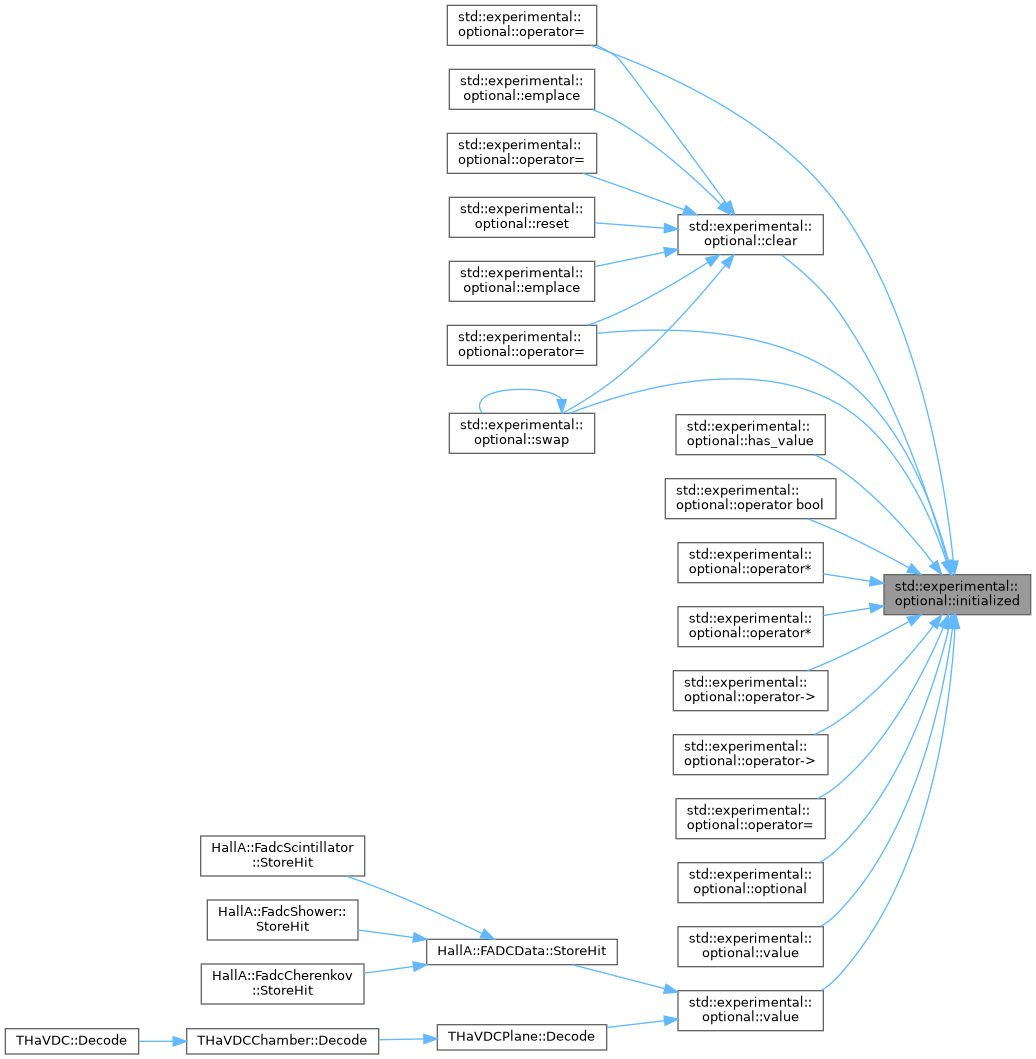 std::experimental::
optional::operator=
std::experimental::
optional::emplace
std::experimental::
optional::operator=
std::experimental::
optional::reset
std::experimental::
optional::clear
std::experimental::
optional::emplace
std::experimental::
optional::operator=
std::experimental::
optional::swap
std::experimental::
optional::has_value
std::experimental::
optional::operator bool
std::experimental::
optional::operator*
std::experimental::
optional::initialized
std::experimental::
optional::operator*
std::experimental::
optional::operator->
std::experimental::
optional::operator->
std::experimental::
optional::operator=
HallA::FadcScintillator
::StoreHit
std::experimental::
optional::optional
HallA::FadcShower::
StoreHit
HallA::FADCData::StoreHit
std::experimental::
optional::value
HallA::FadcCherenkov
::StoreHit
std::experimental::
optional::value
THaVDC::Decode
THaVDCChamber::Decode
THaVDCPlane::Decode